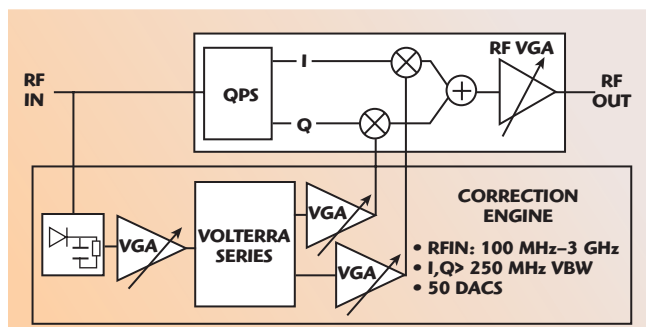 RF VGA
RF
IN
QPS
I
Q
RF
OUT
VGA
VOLTERRA
SERIES
VGA
VGA
CORRECTION
ENGINE
• RFIN: 100 MHz–3 GHz
• I,Q> 250 MHz VBW
• 50 DACS